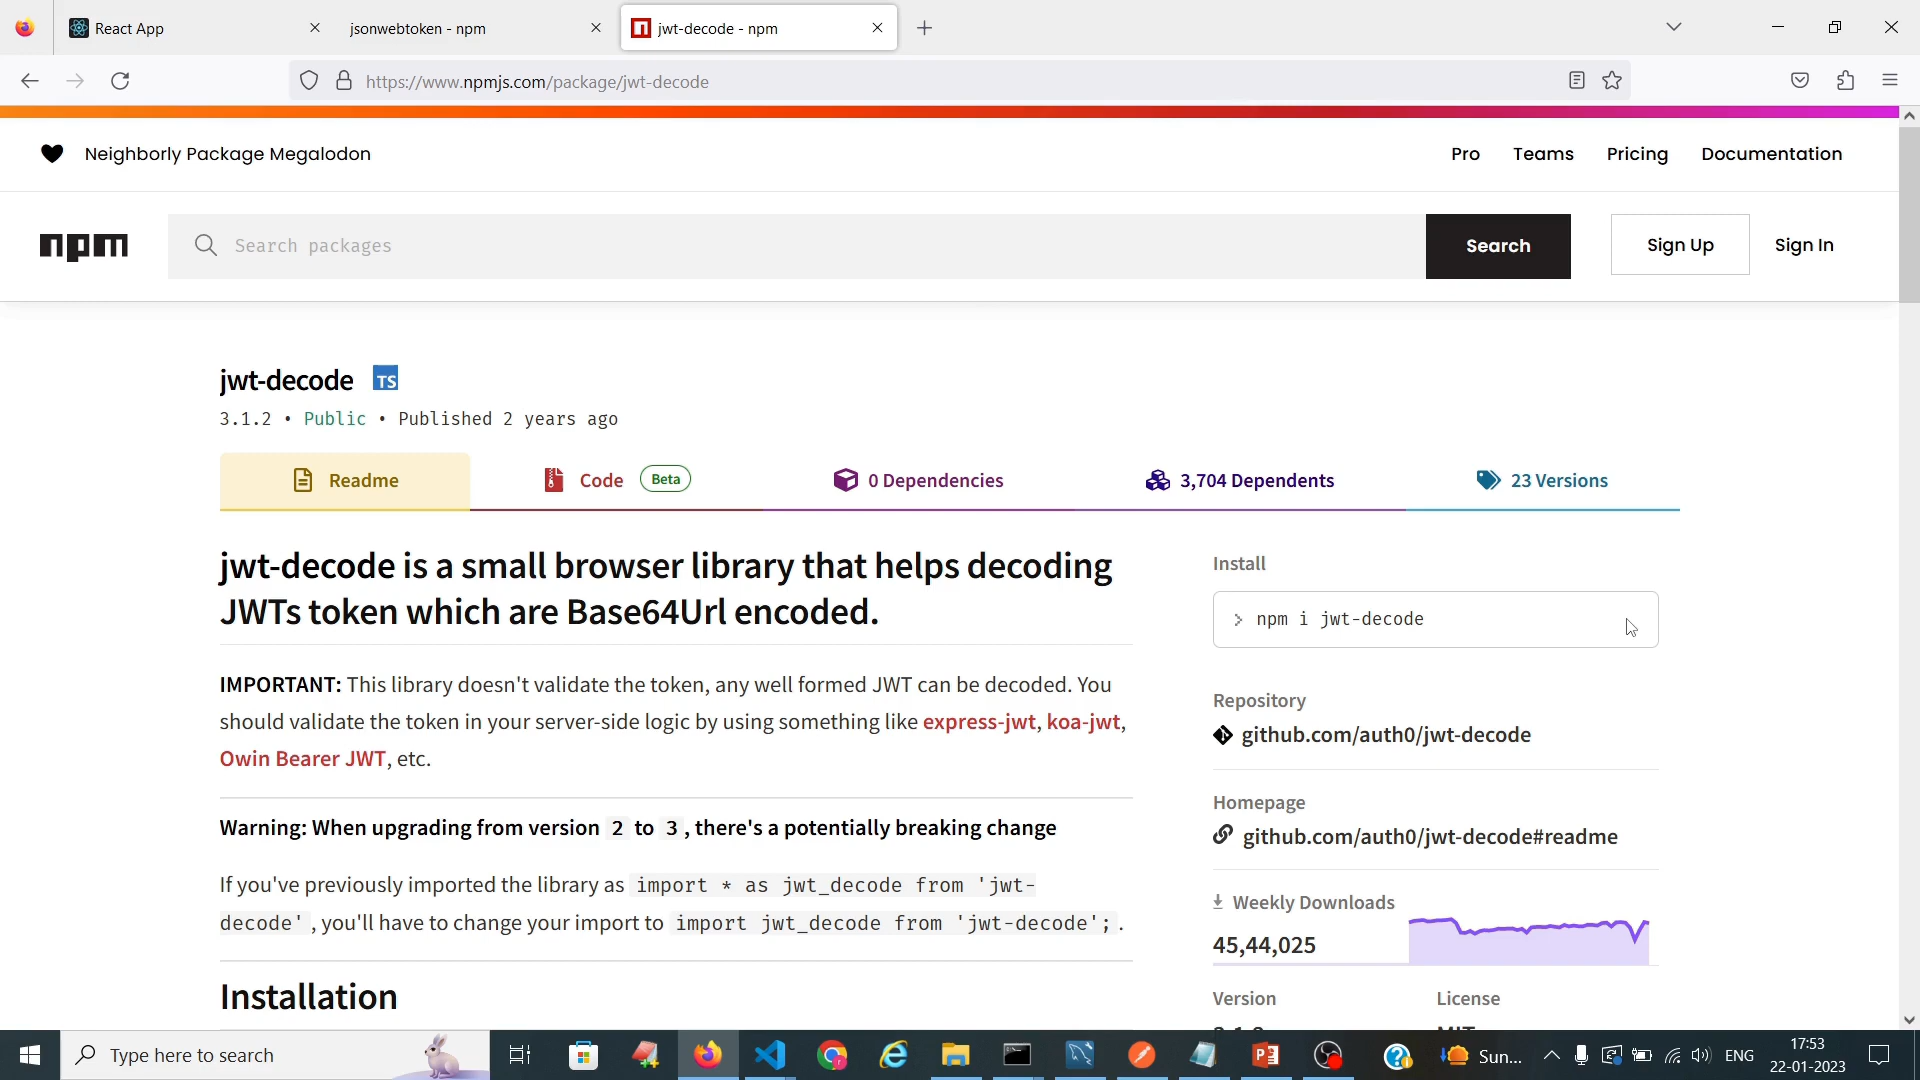 React App
jsonwebtoken - npm
jwt-decode - npm
https://www.npmjs.com/package/jwt-decode
Neighborly Package Megalodon
Pro
Teams
Pricing
Documentation
npm
Search packages
Search
Sign Up
Sign In
jwt-decode
TS
3.1.2 • Public • Published 2 years ago
Readme
Code
Beta
0 Dependencies
3,704 Dependents
23 Versions
jwt-decode is a small browser library that helps decoding
JWTs token which are Base64Url encoded.
IMPORTANT: This library doesn't validate the token, any well formed JWT can be decoded. You
should validate the token in your server-side logic by using something like express-jwt, koa-jwt,
Owin Bearer JWT, etc.
Warning: When upgrading from version 2 to 3, there's a potentially breaking change
If you've previously imported the library as import * as jwt_decode from 'jwt-
decode', you'll have to change your import to import jwt_decode from 'jwt-decode';.
Installation
Install
> npm i jwt-decode
Repository
github.com/auth0/jwt-decode
Homepage
github.com/auth0/jwt-decode#readme
Weekly Downloads
45,44,025
Version
License
Type here to search
Sun...
ENG
17:53
22-01-2023